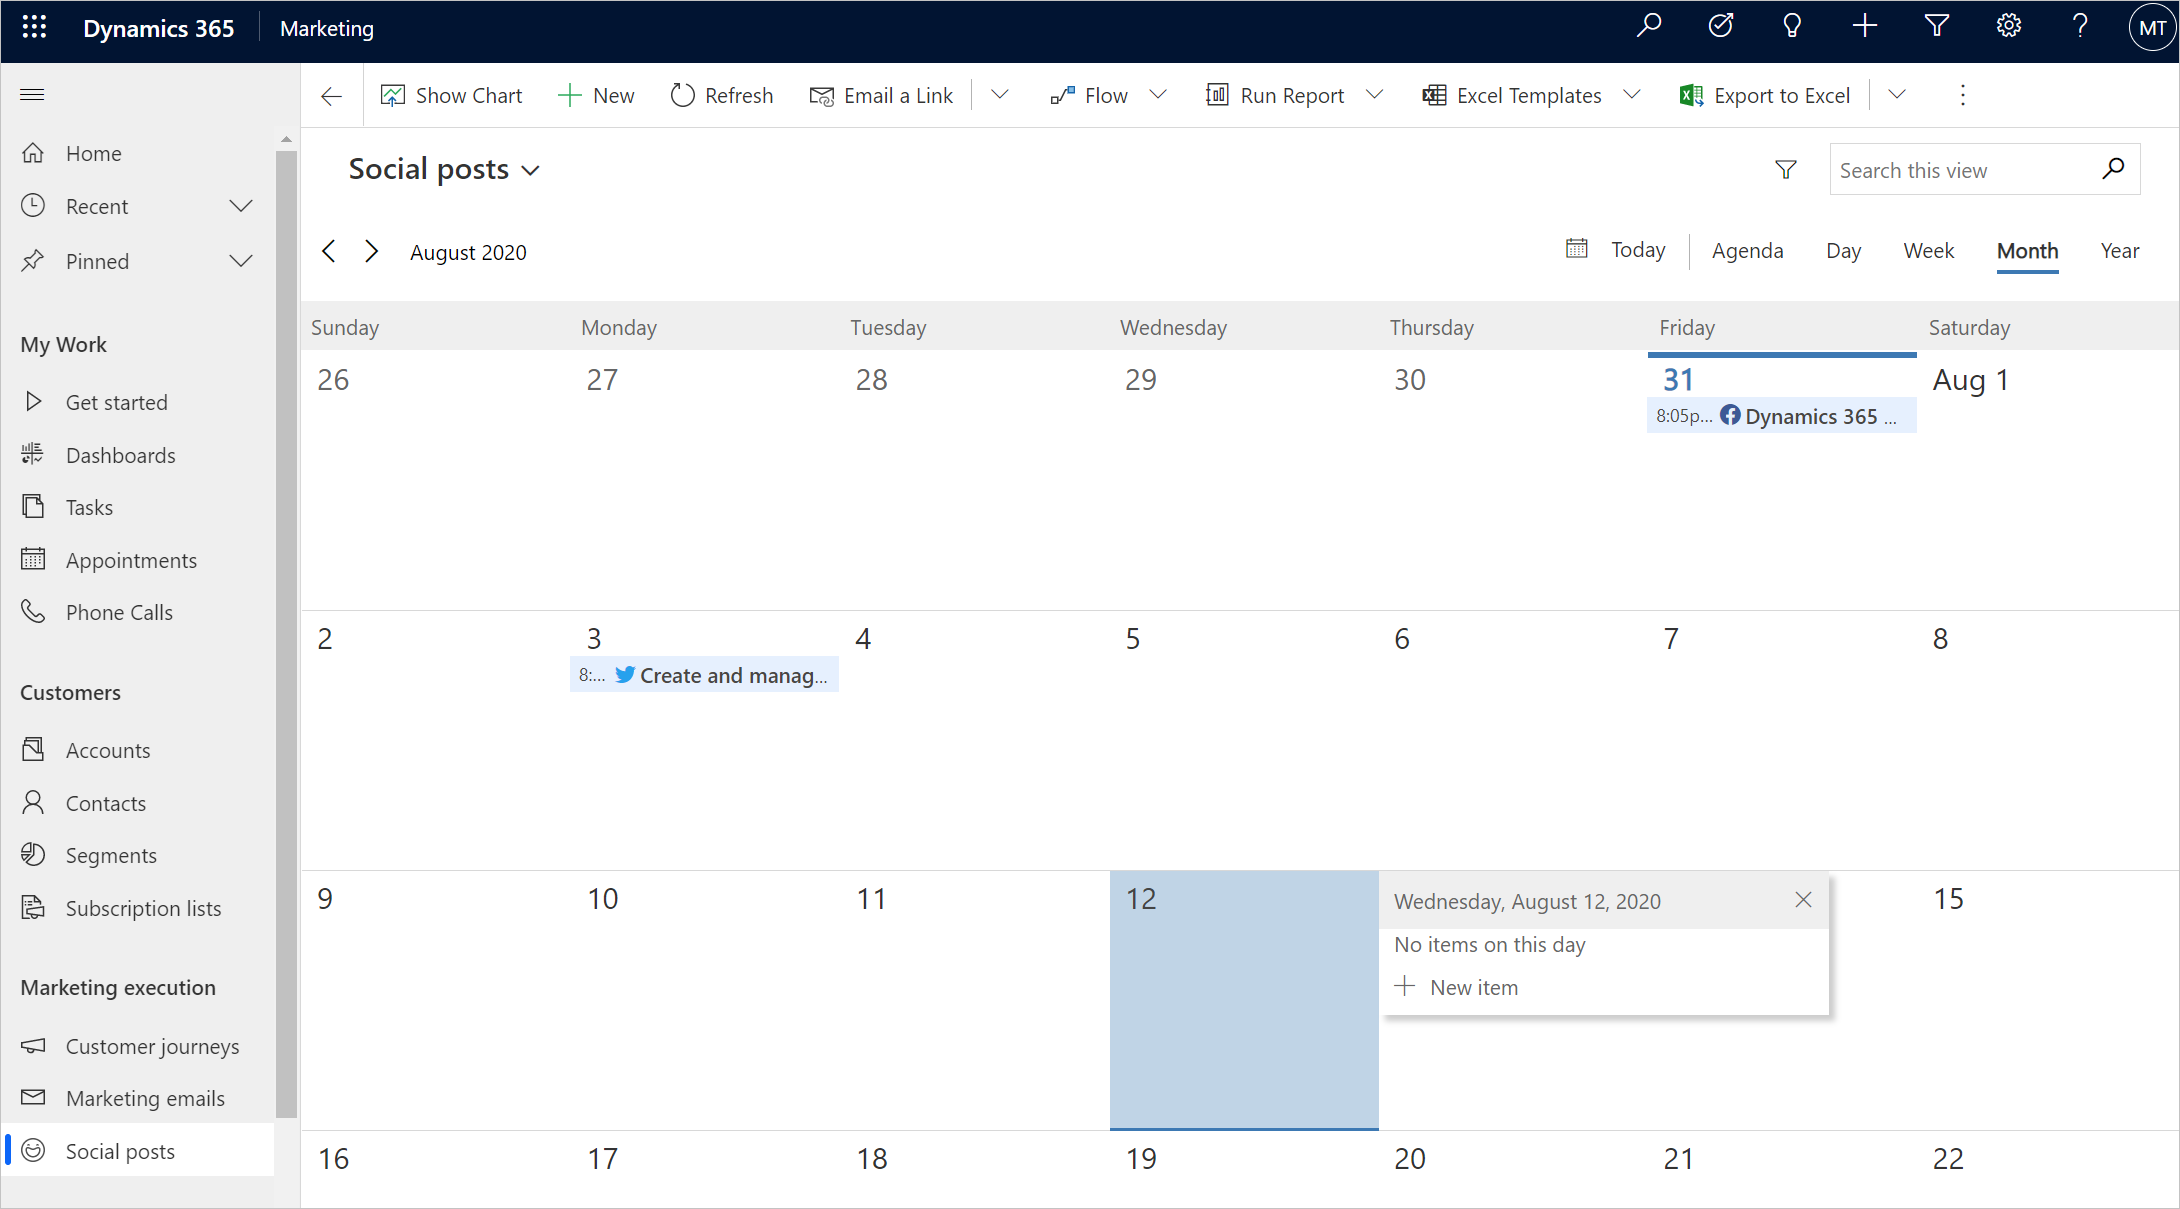 Dynamics 365 Marketing MT
Show Chart New Refresh Email a Link Flow Run Report Excel Templates Export to Excel
Home
Recent
Pinned
My Work
Get started
Dashboards
Tasks
Appointments
Phone Calls
Customers
Accounts
Contacts
Segments
Subscription lists
Marketing execution
Customer journeys
Marketing emails
Social posts
Social posts Search this view
August 2020 Today Agenda Day Week Month Year
Sunday Monday Tuesday Wednesday Thursday Friday Saturday
26 27 28 29 30 31 Aug 1
8:05p... Dynamics 365 ...
2 3 4 5 6 7 8
8:... Create and manag...
9 10 11 12 15
Wednesday, August 12, 2020
No items on this day
New item
16 17 18 19 20 21 22